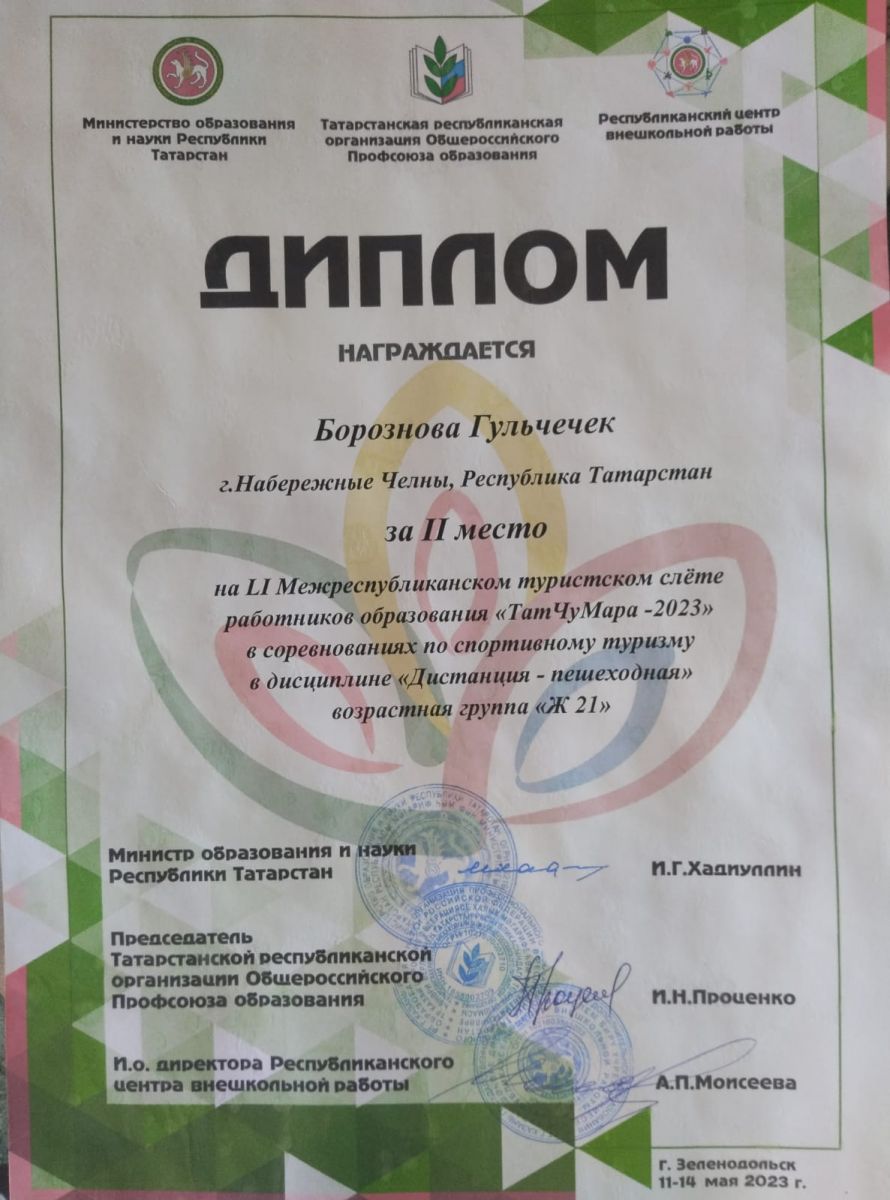 Министерство образования
и науки Республики
Татарстан
Татарстанская республиканская
организация Общероссийского
Профсоюза образования
Республиканский центр
внешкольной работы
ДИПЛОМ
НАГРАЖДАЕТСЯ
Борознова Гульчечек
г.Набережные Челны, Республика Татарстан
за II место
на LI Межреспубликанском туристском слёте
работников образования «ТатЧуМара -2023»
в соревнованиях по спортивному туризму
в дисциплине «Дистанция - пешеходная»
возрастная группа «Ж 21»
Министр образования и науки
Республики Татарстан
И.Г.Хадиуллин
Председатель
Татарстанской республиканской
организации Общероссийского
Профсоюза образования
И.Н.Проценко
И.о. директора Республиканского
центра внешкольной работы
А.П.Моисеева
г. Зеленодольск
11-14 мая 2023 г.